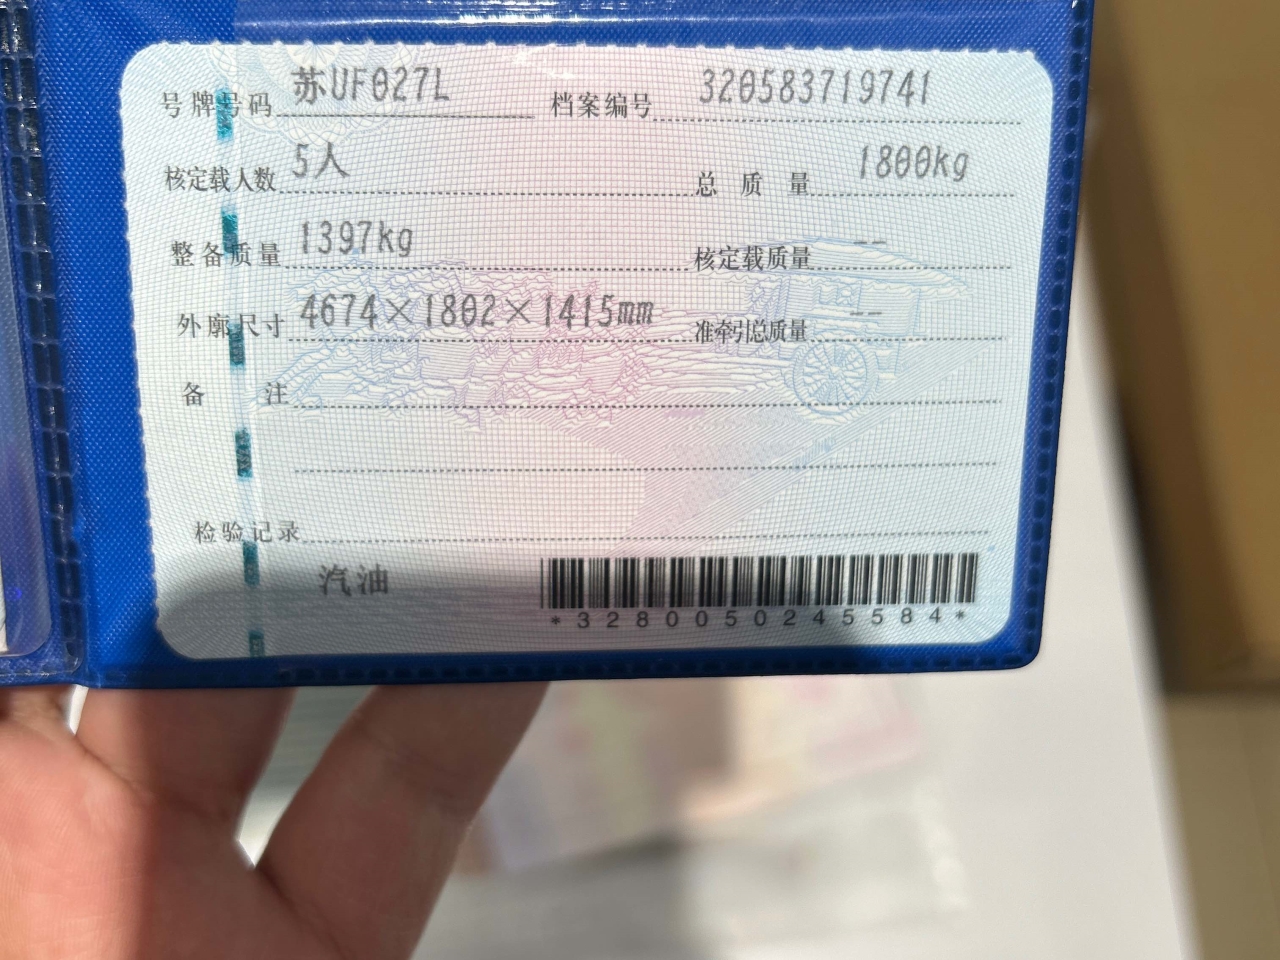 号牌号码 苏UF027L 档案编号 320583719741
核定载人数 5人 总质量 1800kg
整备质量 1397kg 核定载质量 --
外廓尺寸 4674×1802×1415mm 准牵引总质量 --
备注
检验记录
汽油
*3280050245584*